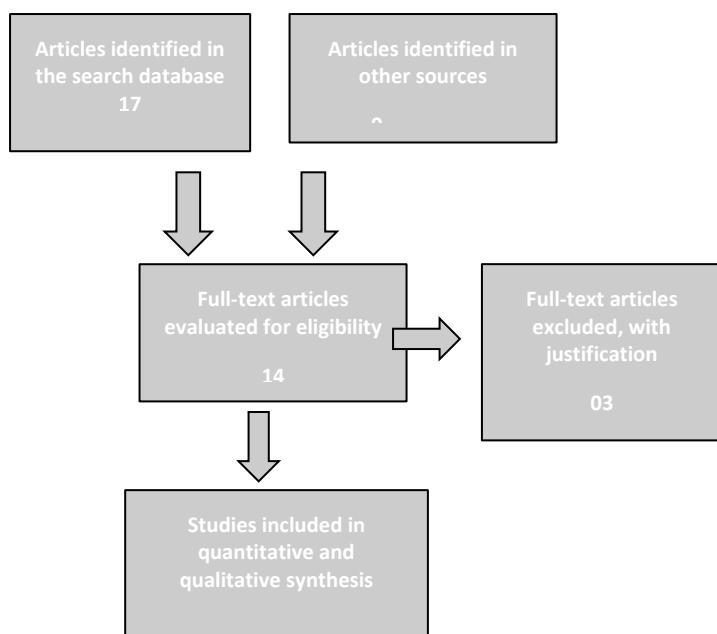 Articles identified in
the search database
17
Articles identified in
other sources
Full-text articles
evaluated for eligibility
14
Full-text articles
excluded, with
justification
03
Studies included in
quantitative and
qualitative synthesis